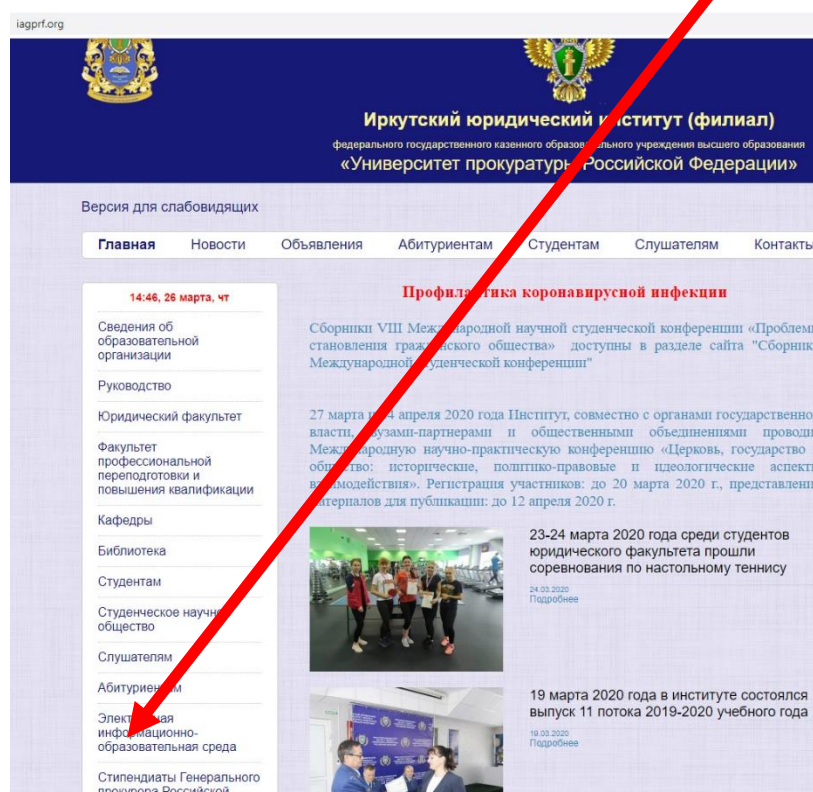 iagprf.org
Иркутский юридический институт (филиал)
федерального государственного казенного образовательного учреждения высшего образования
«Университет прокуратуры Российской Федерации»
Версия для слабовидящих
Главная Новости Объявления Абитуриентам Студентам Слушателям Контакты
14:46, 26 марта, чт
Сведения об
образовательной
организации
Руководство
Юридический факультет
Факультет
профессиональной
переподготовки и
повышения квалификации
Кафедры
Библиотека
Студентам
Студенческое научное
общество
Слушателям
Абитуриентам
Электронная
информационно-
образовательная среда
Стипендиаты Генерального
прокурора Российской
Профилактика коронавирусной инфекции
Сборники VIII Международной научной студенческой конференции «Проблемы
становления гражданского общества» доступны в разделе сайта "Сборники
Международной студенческой конференции"
27 марта по 4 апреля 2020 года Институт, совместно с органами государственно
власти, вузами-партнерами и общественными объединениями проводи
Международную научно-практическую конференцию «Церковь, государство
общество: исторические, политико-правовые и идеологические аспекты
взаимодействия». Регистрация участников: до 20 марта 2020 г., представлени
материалов для публикации: до 12 апреля 2020 г.
23-24 марта 2020 года среди студентов
юридического факультета прошли
соревнования по настольному теннису
24.03.2020
Подробнее
19 марта 2020 года в институте состоялся
выпуск 11 потока 2019-2020 учебного года
19.03.2020
Подробнее